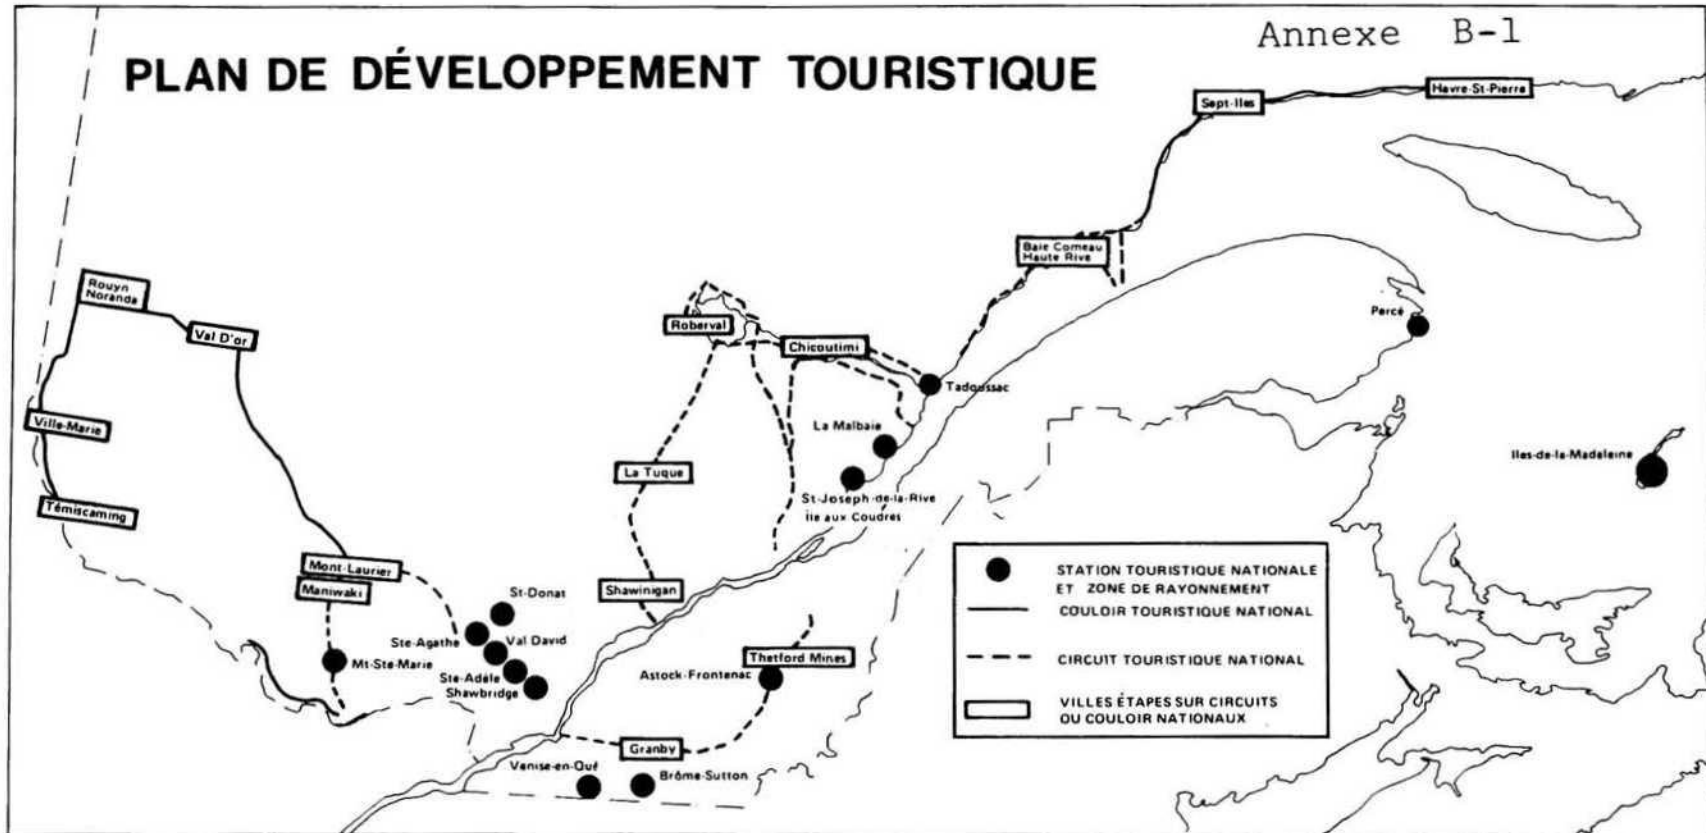 Annexe B-1
PLAN DE DÉVELOPPEMENT TOURISTIQUE
Sept-Iles
Havre-St-Pierre
Baie Comeau
Haute Rive
Rouyn
Noranda
Val D'or
Roberval
Chicoutimi
Percé
Tadoussac
Ville-Marie
La Malbaie
La Tuque
Iles-de-la-Madeleine
St-Joseph-de-la-Rive
Ile aux Coudres
Témiscaming
Mont-Laurier
Maniwaki
St-Donat
Shawinigan
Ste-Agathe
Val David
Mt-Ste-Marie
Ste-Adèle
Shawbridge
Thetford Mines
Astock-Frontenac
Granby
Venise-en-Qué
Brôme-Sutton
STATION TOURISTIQUE NATIONALE
ET ZONE DE RAYONNEMENT
COULOIR TOURISTIQUE NATIONAL
CIRCUIT TOURISTIQUE NATIONAL
VILLES ÉTAPES SUR CIRCUITS
OU COULOIR NATIONAUX